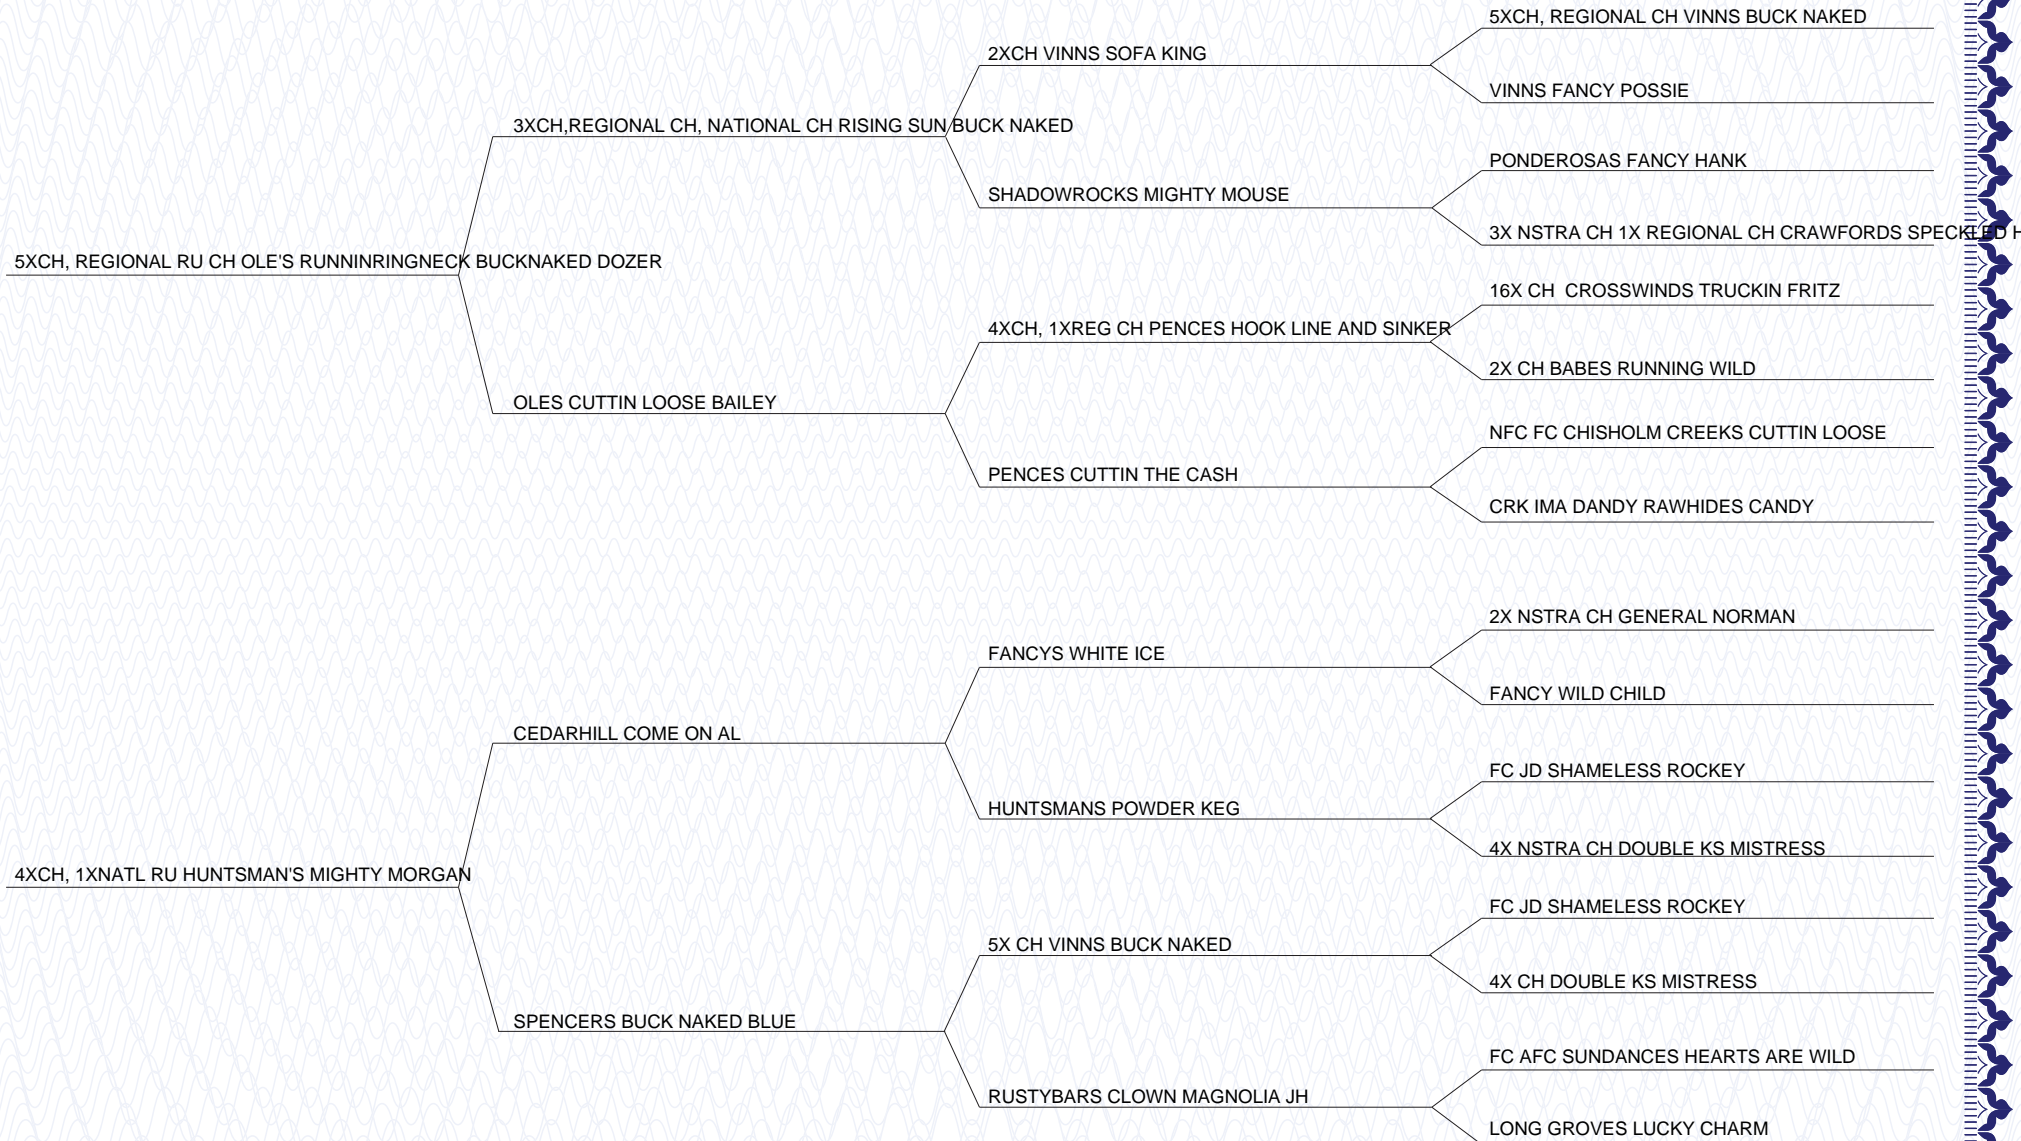 5XCH, REGIONAL CH VINNS BUCK NAKED
2XCH VINNS SOFA KING
VINNS FANCY POSSIE
3XCH,REGIONAL CH, NATIONAL CH RISING SUN BUCK NAKED
PONDEROSAS FANCY HANK
SHADOWROCKS MIGHTY MOUSE
3X NSTRA CH 1X REGIONAL CH CRAWFORDS SPECKLED H
5XCH, REGIONAL RU CH OLE'S RUNNINRINGNECK BUCKNAKED DOZER
16X CH  CROSSWINDS TRUCKIN FRITZ
4XCH, 1XREG CH PENCES HOOK LINE AND SINKER
2X CH BABES RUNNING WILD
OLES CUTTIN LOOSE BAILEY
NFC FC CHISHOLM CREEKS CUTTIN LOOSE
PENCES CUTTIN THE CASH
CRK IMA DANDY RAWHIDES CANDY
2X NSTRA CH GENERAL NORMAN
FANCYS WHITE ICE
FANCY WILD CHILD
CEDARHILL COME ON AL
FC JD SHAMELESS ROCKEY
HUNTSMANS POWDER KEG
4X NSTRA CH DOUBLE KS MISTRESS
4XCH, 1XNATL RU HUNTSMAN'S MIGHTY MORGAN
FC JD SHAMELESS ROCKEY
5X CH VINNS BUCK NAKED
4X CH DOUBLE KS MISTRESS
SPENCERS BUCK NAKED BLUE
FC AFC SUNDANCES HEARTS ARE WILD
RUSTYBARS CLOWN MAGNOLIA JH
LONG GROVES LUCKY CHARM